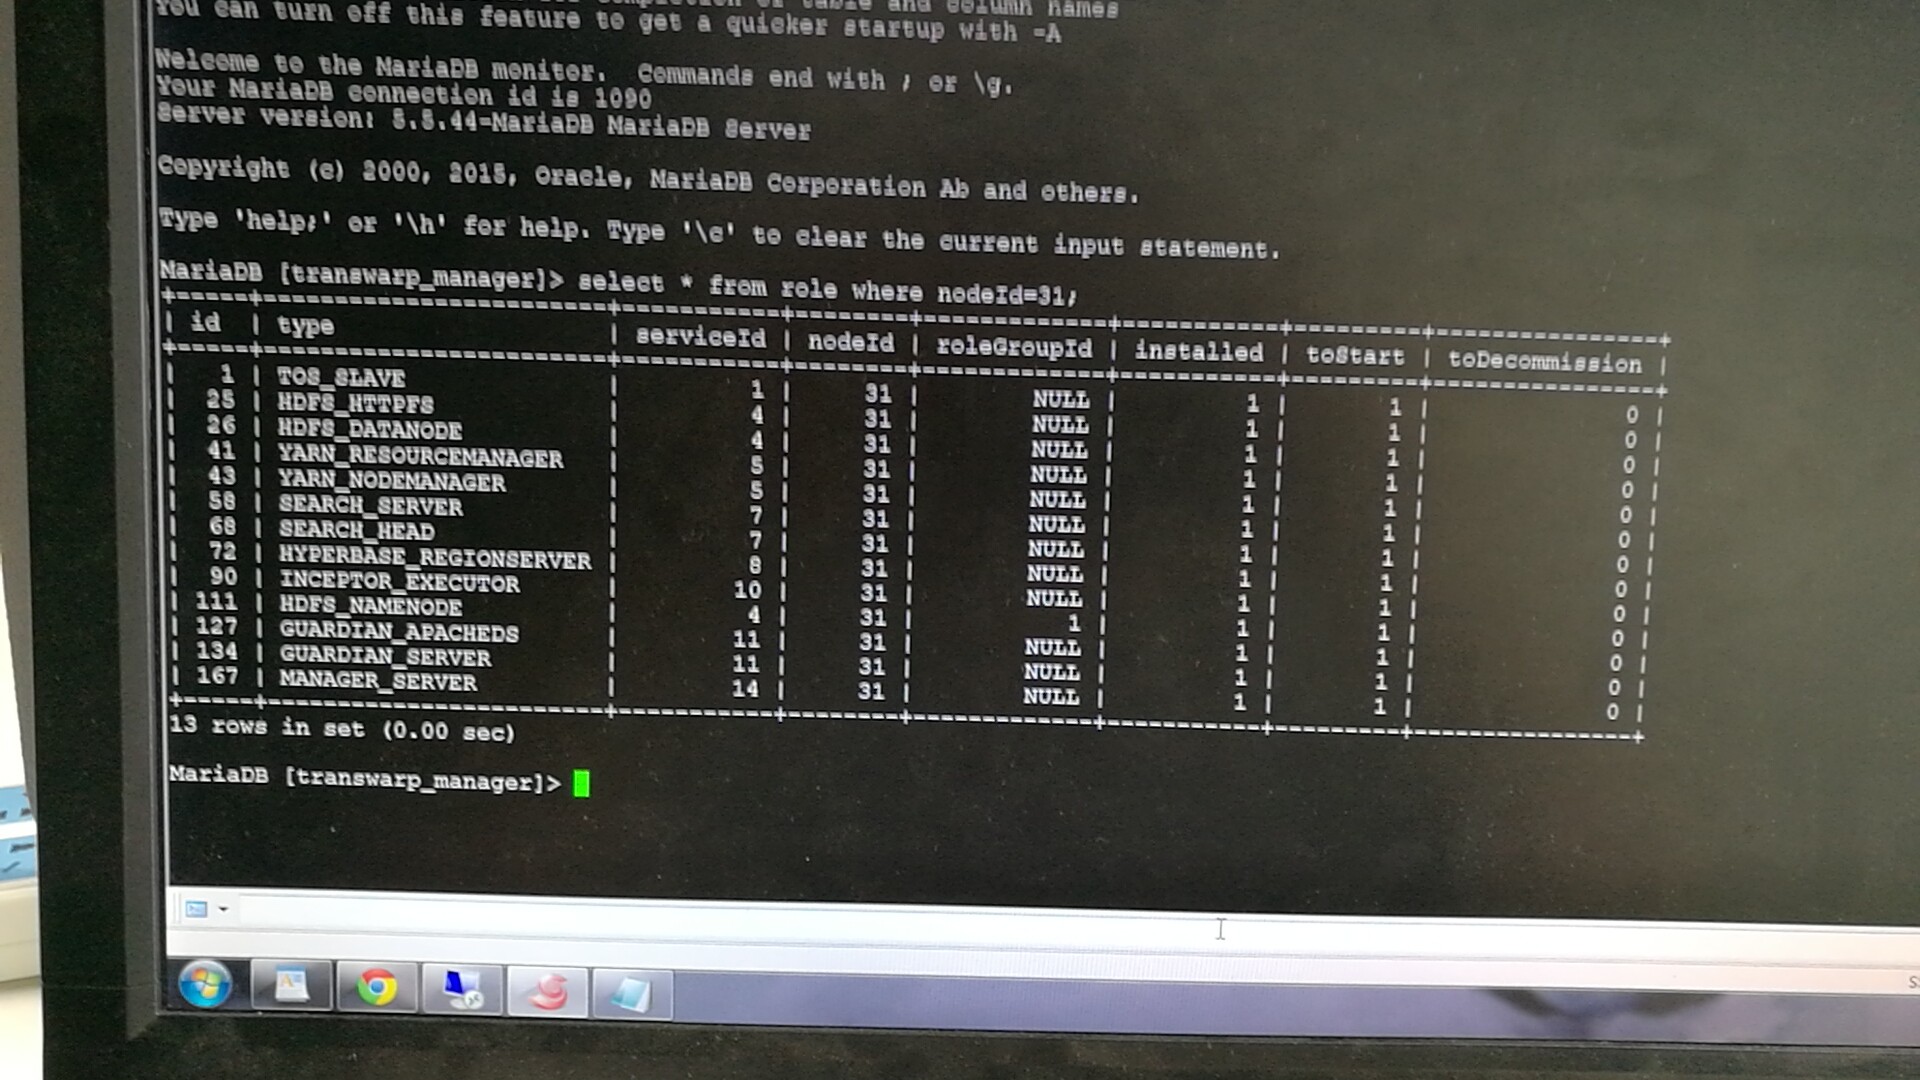 for completion of table and column names
You can turn off this feature to get a quicker startup with -A
Welcome to the MariaDB monitor.  Commands end with ; or \g.
Your MariaDB connection id is 1090
Server version: 5.5.44-MariaDB MariaDB Server
Copyright (c) 2000, 2015, Oracle, MariaDB Corporation Ab and others.
Type 'help;' or '\h' for help. Type '\c' to clear the current input statement.
MariaDB [transwarp_manager]> select * from role where nodeId=31;
| id | type | serviceId | nodeId | roleGroupId | installed | toStart | toDecommission |
| 1 | TOS_SLAVE | 1 | 31 | NULL | 1 | 1 | 0 |
| 25 | HDFS_HTTPFS | 4 | 31 | NULL | 1 | 1 | 0 |
| 26 | HDFS_DATANODE | 4 | 31 | NULL | 1 | 1 | 0 |
| 41 | YARN_RESOURCEMANAGER | 5 | 31 | NULL | 1 | 1 | 0 |
| 43 | YARN_NODEMANAGER | 5 | 31 | NULL | 1 | 1 | 0 |
| 58 | SEARCH_SERVER | 7 | 31 | NULL | 1 | 1 | 0 |
| 68 | SEARCH_HEAD | 7 | 31 | NULL | 1 | 1 | 0 |
| 72 | HYPERBASE_REGIONSERVER | 8 | 31 | NULL | 1 | 1 | 0 |
| 90 | INCEPTOR_EXECUTOR | 10 | 31 | NULL | 1 | 1 | 0 |
| 111 | HDFS_NAMENODE | 4 | 31 | 1 | 1 | 1 | 0 |
| 127 | GUARDIAN_APACHEDS | 11 | 31 | NULL | 1 | 1 | 0 |
| 134 | GUARDIAN_SERVER | 11 | 31 | NULL | 1 | 1 | 0 |
| 167 | MANAGER_SERVER | 14 | 31 | NULL | 1 | 1 | 0 |
13 rows in set (0.00 sec)
MariaDB [transwarp_manager]>